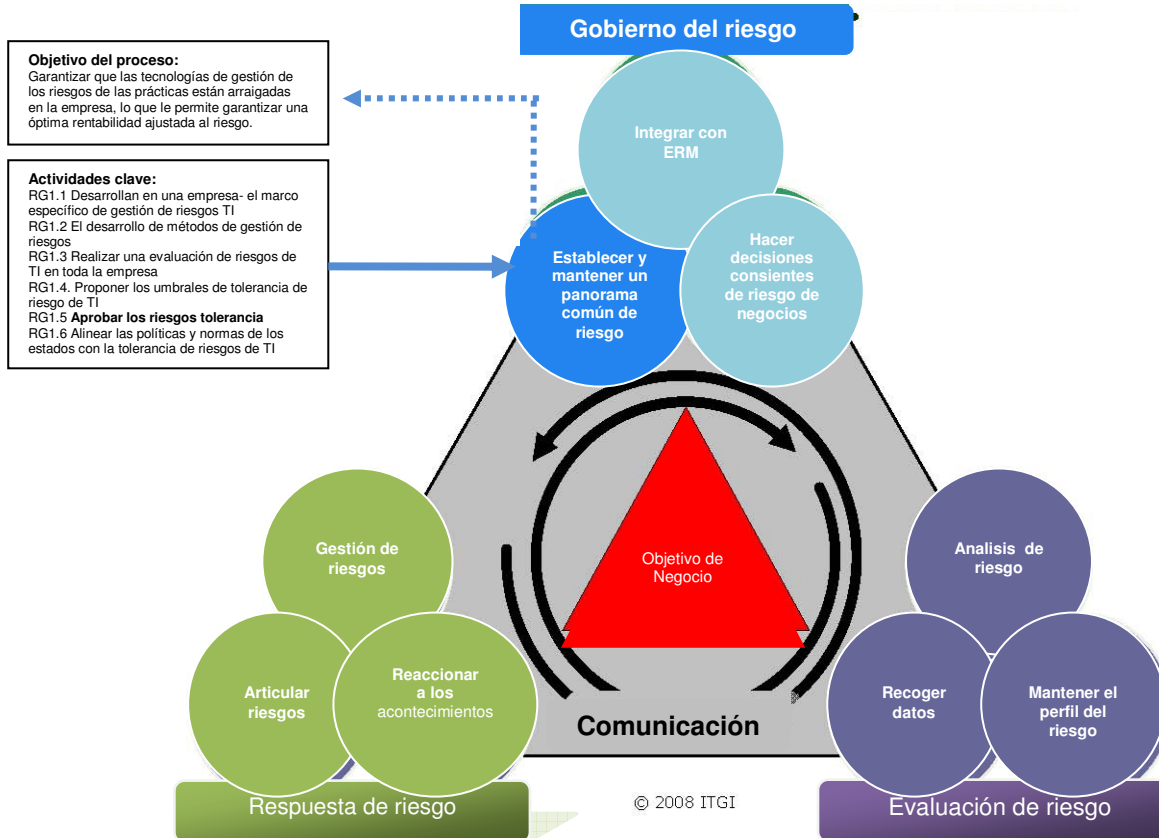 Gobierno del riesgo
Objetivo del proceso:
Garantizar que las tecnologías de gestión de
los riesgos de las prácticas están arraigadas
en la empresa, lo que le permite garantizar una
óptima rentabilidad ajustada al riesgo.
Integrar con
ERM
Actividades clave:
RG1.1 Desarrollan en una empresa- el marco
específico de gestión de riesgos TI
RG1.2 El desarrollo de métodos de gestión de
riesgos
RG1.3 Realizar una evaluación de riesgos de
TI en toda la empresa
RG1.4. Proponer los umbrales de tolerancia de
riesgo de TI
RG1.5 Aprobar los riesgos tolerancia
RG1.6 Alinear las políticas y normas de los
estados con la tolerancia de riesgos de TI
Establecer y
mantener un
panorama
común de
riesgo
Hacer
decisiones
consientes
de riesgo de
negocios
Objetivo de
Negocio
Gestión de
riesgos
Articular
riesgos
Reaccionar
a los
acontecimientos
Analisis de
riesgo
Recoger
datos
Mantener el
perfil del
riesgo
Comunicación
Respuesta de riesgo
© 2008 ITGI
Evaluación de riesgo